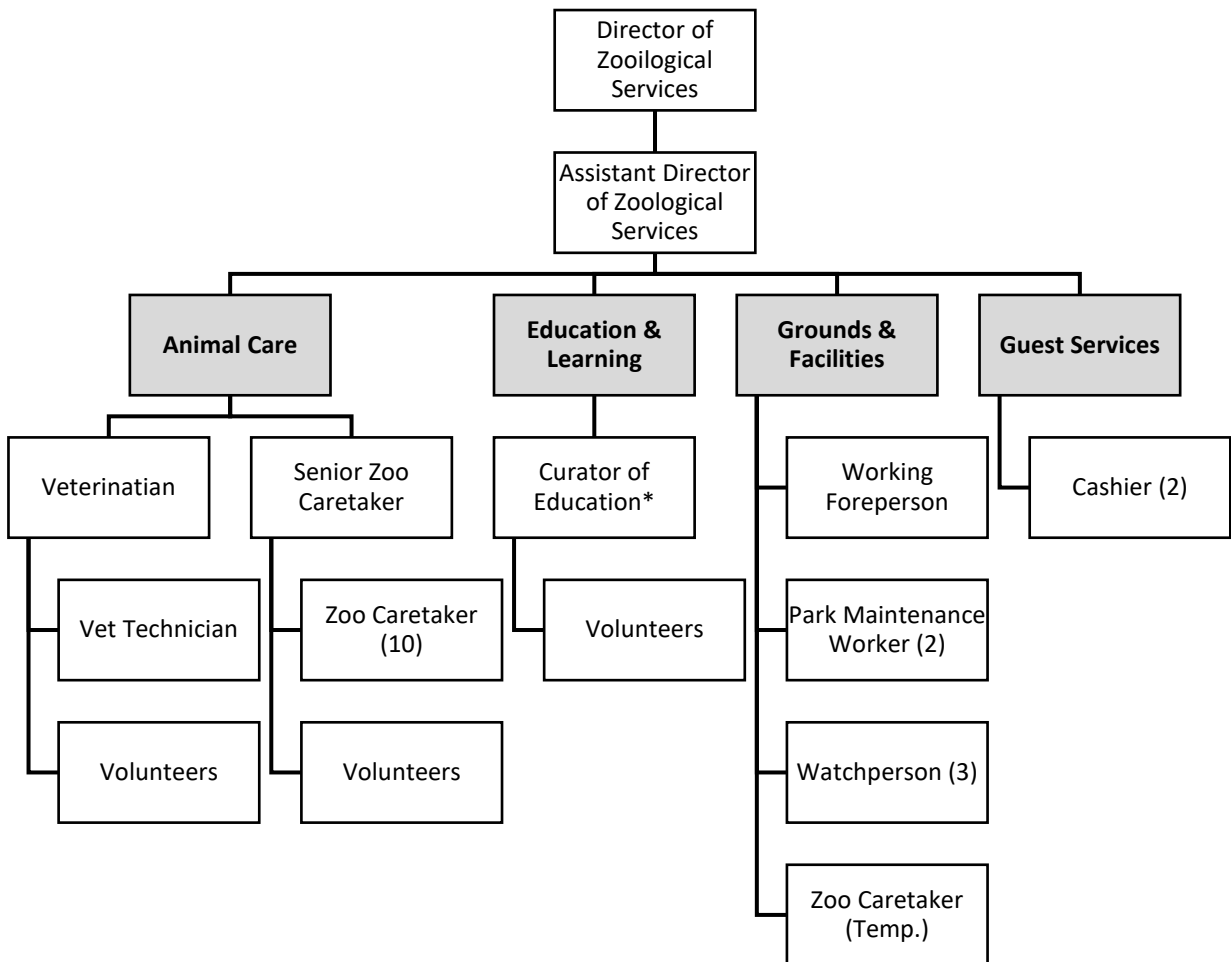 Director of
Zooilogical
Services
Assistant Director
of Zoological
Services
Animal Care
Education &
Learning
Grounds &
Facilities
Guest Services
Veterinatian
Senior Zoo
Caretaker
Curator of
Education*
Working
Foreperson
Cashier (2)
Vet Technician
Zoo Caretaker
(10)
Volunteers
Park Maintenance
Worker (2)
Volunteers
Volunteers
Watchperson (3)
Zoo Caretaker
(Temp.)